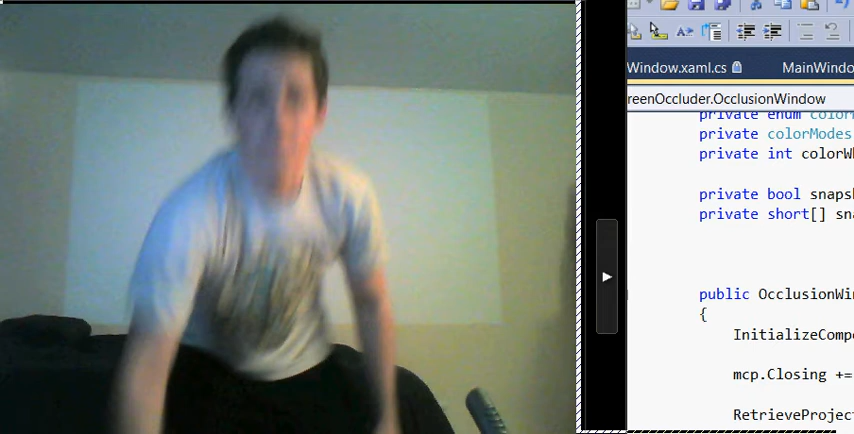 Window.xaml.cs MainWindo
reenOccluder.OcclusionWindow
private enum colorM
private colorModes
private int colorWh
private bool snapsh
private short[] sna
public OcclusionWin
{
InitializeCompo
mcp.Closing +=
RetrieveProject